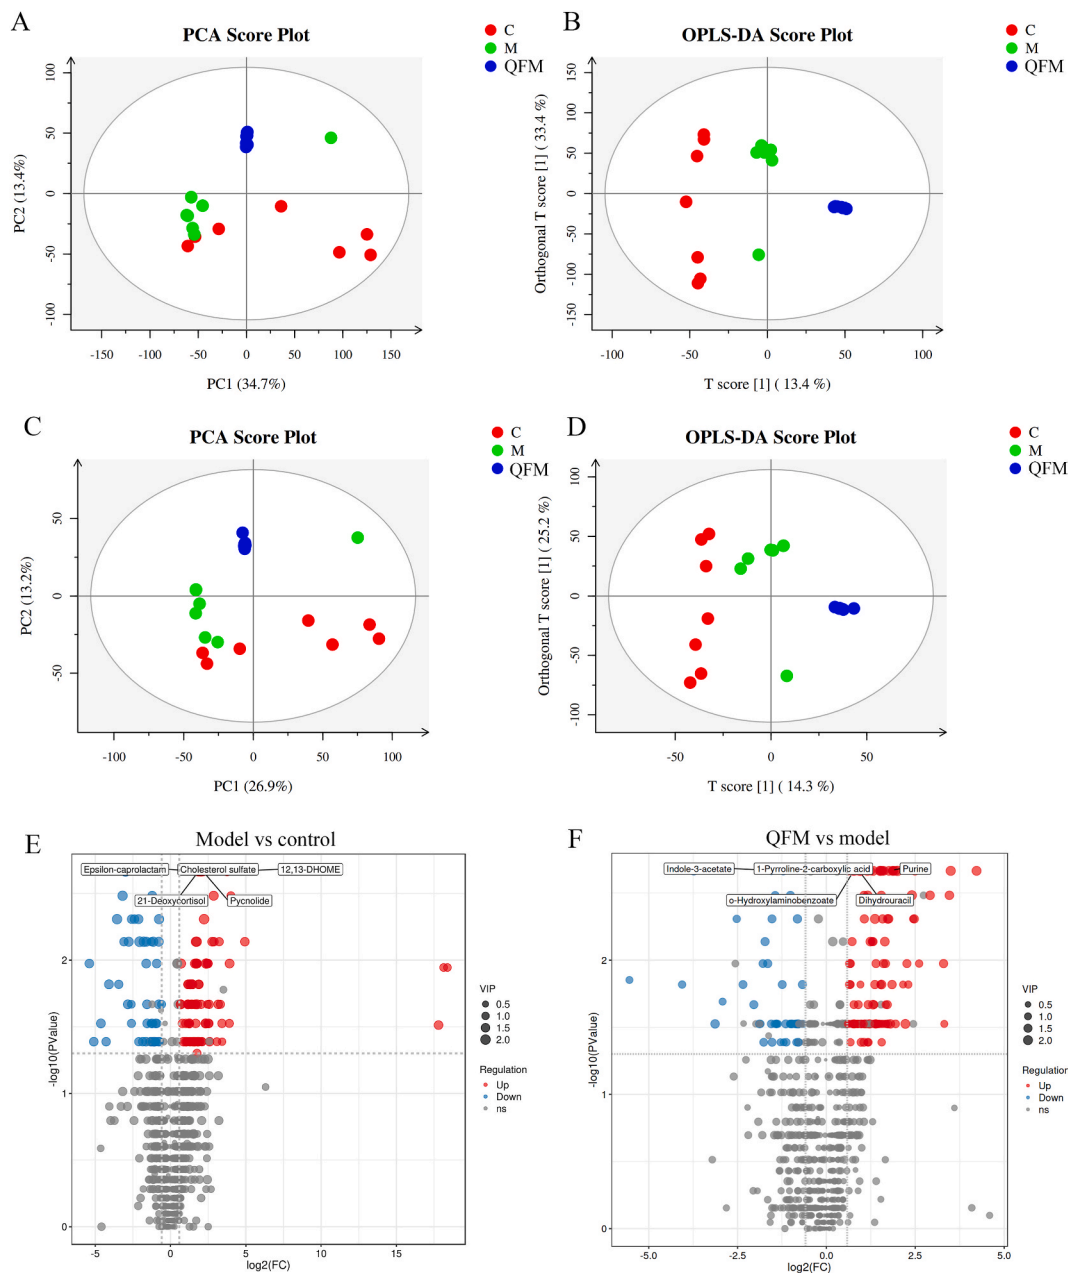 A
PCA Score Plot
C
M
QFM
PC2 (13.4%)
100
50
0
-50
-100
-150
-100
-50
0
50
100
150
PC1 (34.7%)
B
OPLS-DA Score Plot
C
M
QFM
Orthogonal T score [1] ( 33.4 %)
150
100
50
0
-50
-100
-150
-100
-50
0
50
100
T score [1] ( 13.4 %)
C
PCA Score Plot
C
M
QFM
PC2 (13.2%)
50
0
-50
-100
-50
0
50
100
PC1 (26.9%)
D
OPLS-DA Score Plot
C
M
QFM
Orthogonal T score [1] ( 25.2 %)
100
50
0
-50
-100
-50
0
50
T score [1] ( 14.3 %)
E
Model vs control
Epsilon-caprolactam
Cholesterol sulfate
12,13-DHOME
21-Deoxycortisol
Pycnolide
-log10(PValue)
2
1
0
-5
0
5
10
15
log2(FC)
VIP
0.5
1.0
1.5
2.0
Regulation
Up
Down
ns
F
QFM vs model
Indole-3-acetate
1-Pyrroline-2-carboxylic acid
Purine
o-Hydroxylaminobenzoate
Dihydrouracil
-log10(PValue)
2
1
0
-5.0
-2.5
0.0
2.5
5.0
log2(FC)
VIP
0.5
1.0
1.5
2.0
Regulation
Up
Down
ns